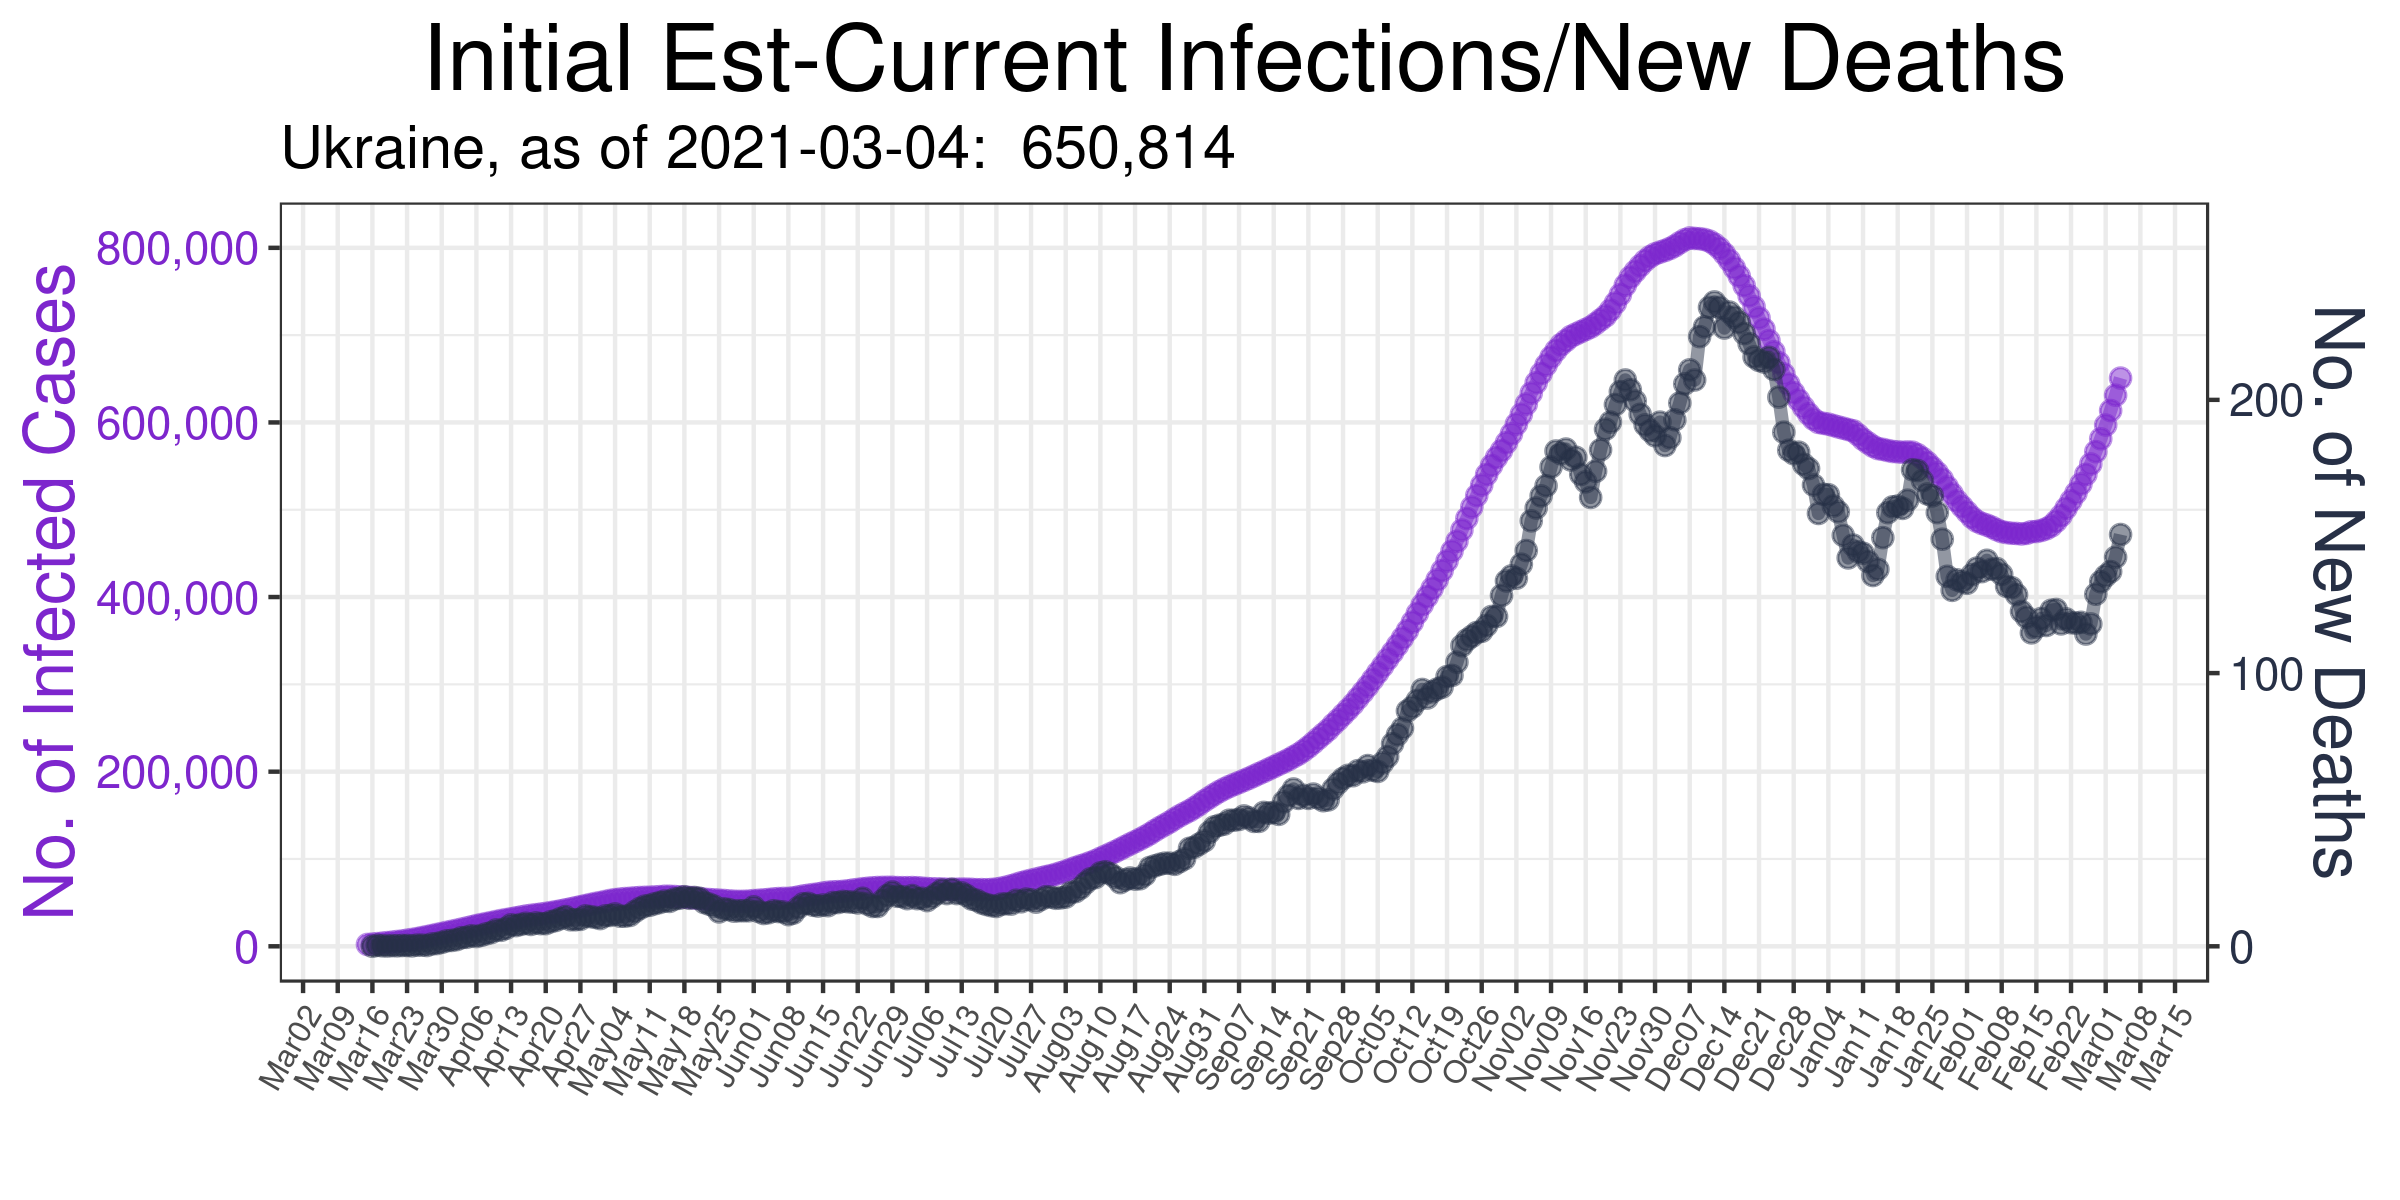 Initial Est-Current Infections/New Deaths
Ukraine, as of 2021-03-04:  650,814
No. of Infected Cases
800,000
600,000
400,000
200,000
0
No. of New Deaths
200
100
0
Mar02
Mar09
Mar16
Mar23
Mar30
Apr06
Apr13
Apr20
Apr27
May04
May11
May18
May25
Jun01
Jun08
Jun15
Jun22
Jun29
Jul06
Jul13
Jul20
Jul27
Aug03
Aug10
Aug17
Aug24
Aug31
Sep07
Sep14
Sep21
Sep28
Oct05
Oct12
Oct19
Oct26
Nov02
Nov09
Nov16
Nov23
Nov30
Dec07
Dec14
Dec21
Dec28
Jan04
Jan11
Jan18
Jan25
Feb01
Feb08
Feb15
Feb22
Mar01
Mar08
Mar15